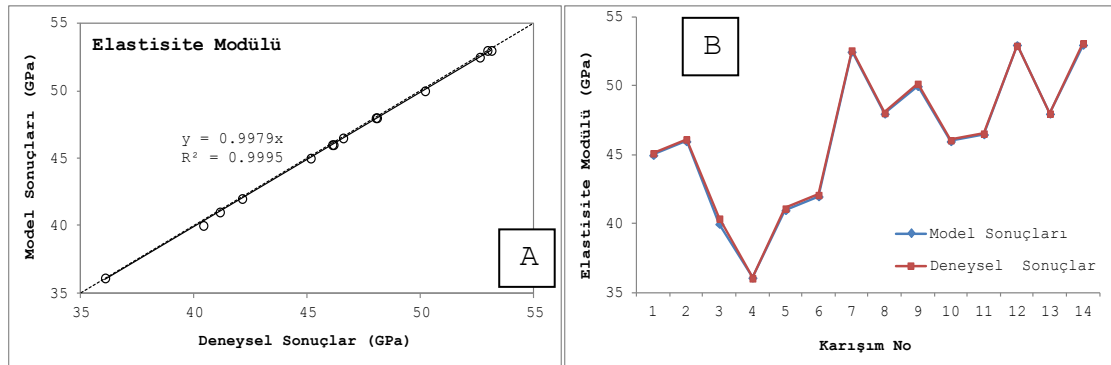 Elastisite Modülü
y = 0.9979x
R² = 0.9995
A
Model Sonuçları (GPa)
55
50
45
40
35
35 40 45 50 55
Deneysel Sonuçlar (GPa)
B
Elastisite Modülü (GPa)
55
50
45
40
35
Model Sonuçları
Deneysel Sonuçlar
1 2 3 4 5 6 7 8 9 10 11 12 13 14
Karışım No